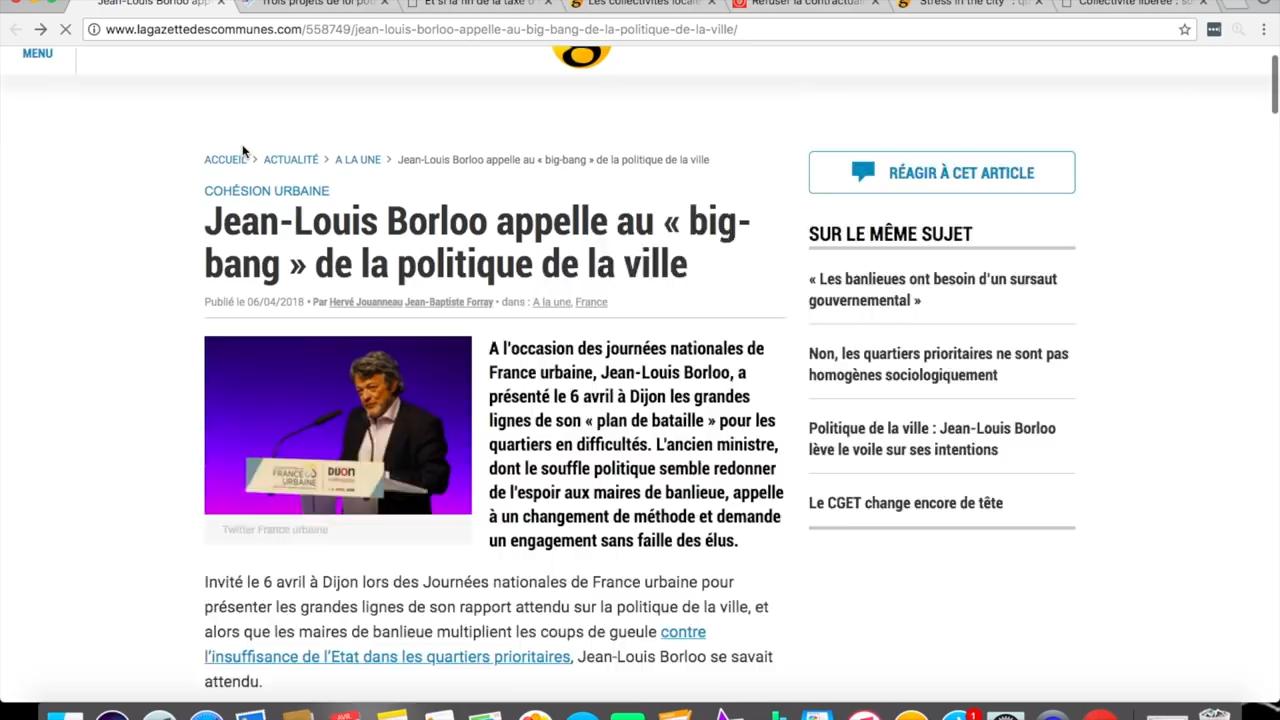 Jean-Louis Borloo appe
Trois projets de loi pou
Et si la fin de la taxe d'
Les collectivités locale
Refuser la contractuali
Stress in the city : q
Collectivité libérée : so
www.lagazettedescommunes.com/558749/jean-louis-borloo-appelle-au-big-bang-de-la-politique-de-la-ville/
MENU
ACCUEIL > ACTUALITÉ > A LA UNE > Jean-Louis Borloo appelle au « big-bang » de la politique de la ville
COHÉSION URBAINE
Jean-Louis Borloo appelle au « big-
bang » de la politique de la ville
Publié le 06/04/2018 • Par Hervé Jouanneau Jean-Baptiste Forray • dans : A la une, France
FRANCE
URBAINE
DIJON
Twitter France urbaine
A l'occasion des journées nationales de
France urbaine, Jean-Louis Borloo, a
présenté le 6 avril à Dijon les grandes
lignes de son « plan de bataille » pour les
quartiers en difficultés. L'ancien ministre,
dont le souffle politique semble redonner
de l'espoir aux maires de banlieue, appelle
à un changement de méthode et demande
un engagement sans faille des élus.
Invité le 6 avril à Dijon lors des Journées nationales de France urbaine pour
présenter les grandes lignes de son rapport attendu sur la politique de la ville, et
alors que les maires de banlieue multiplient les coups de gueule contre
l'insuffisance de l'Etat dans les quartiers prioritaires, Jean-Louis Borloo se savait
attendu.
RÉAGIR À CET ARTICLE
SUR LE MÊME SUJET
« Les banlieues ont besoin d'un sursaut
gouvernemental »
Non, les quartiers prioritaires ne sont pas
homogènes sociologiquement
Politique de la ville : Jean-Louis Borloo
lève le voile sur ses intentions
Le CGET change encore de tête
AVR.
1